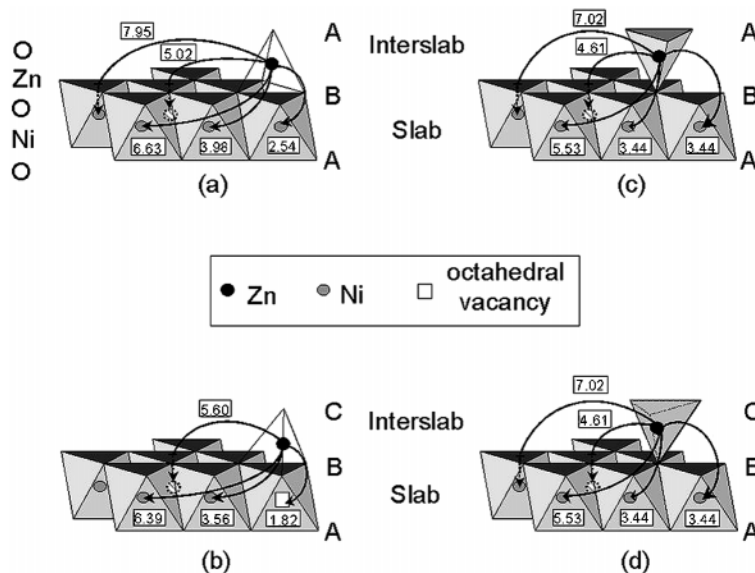 7.95
5.02
6.63
3.98
2.54
O
Zn
O
Ni
O
A
B
A
(a)
Interslab
Slab
7.02
4.61
5.53
3.44
3.44
A
B
A
(c)
Zn
Ni
octahedral
vacancy
5.60
6.39
3.56
1.82
C
B
A
(b)
Interslab
Slab
7.02
4.61
5.53
3.44
3.44
C
B
A
(d)